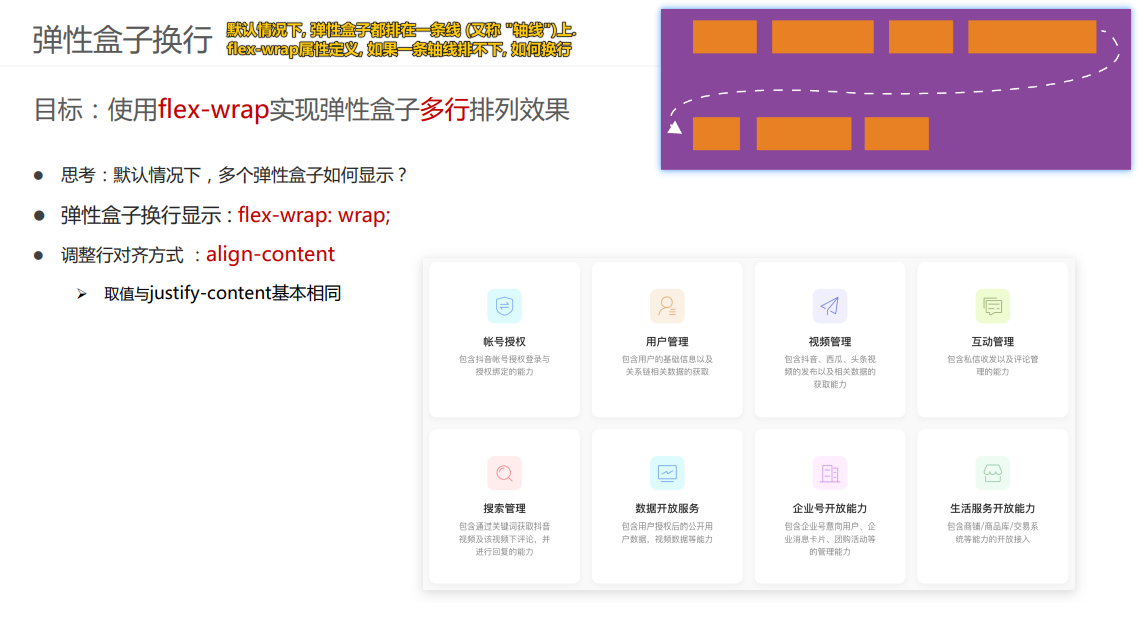 弹性盒子换行
默认情况下, 弹性盒子都排在一条线 (又称 "轴线")上.
flex-wrap属性定义, 如果一条轴线排不下, 如何换行
目标：使用flex-wrap实现弹性盒子多行排列效果
思考：默认情况下，多个弹性盒子如何显示？
弹性盒子换行显示 : flex-wrap: wrap;
调整行对齐方式 ：align-content
取值与justify-content基本相同
帐号授权
包含抖音帐号授权登录与
授权绑定的能力
用户管理
包含用户的基础信息以及
关系链相关数据的获取
视频管理
包含抖音、西瓜、头条视
频的发布以及相关数据的
获取能力
互动管理
包含私信收发以及评论管
理的能力
搜索管理
包含通过关键词获取抖音
视频及该视频下评论，并
进行回复的能力
数据开放服务
包含用户授权后的公开用
户数据，视频数据等能力
企业号开放能力
包含企业号意向用户、企
业消息卡片、团购活动等
的管理能力
生活服务开放能力
包含商铺/商品库/交易系
统等能力的开放接入